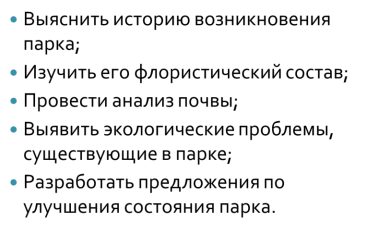 • Выяснить историю возникновения
парка;
• Изучить его флористический состав;
• Провести анализ почвы;
• Выявить экологические проблемы,
существующие в парке;
• Разработать предложения по
улучшения состояния парка.